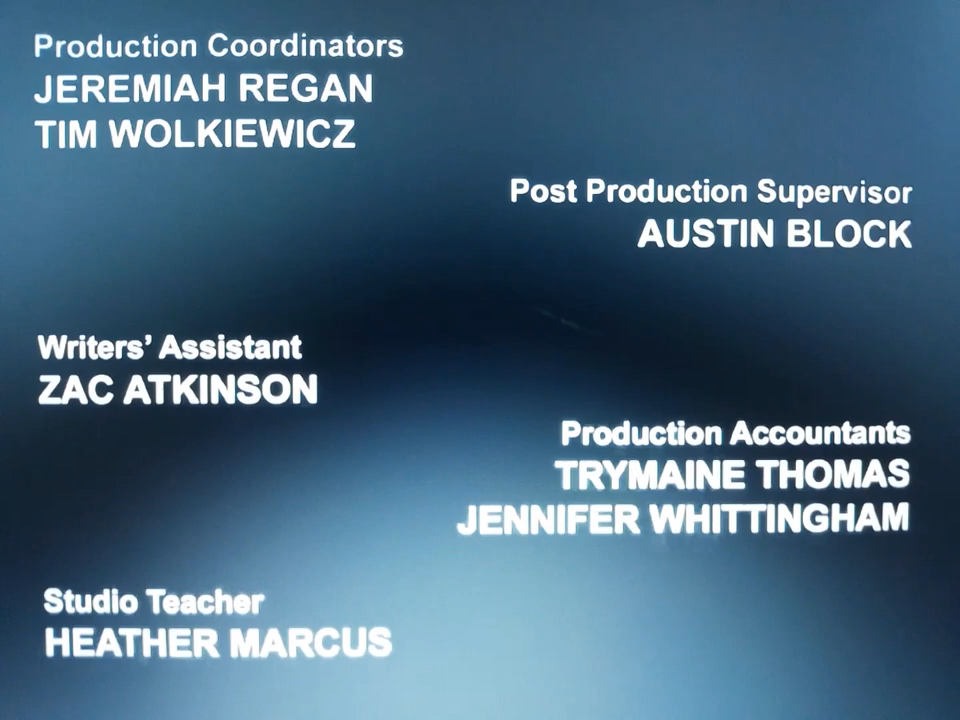 Production Coordinators
JEREMIAH REGAN
TIM WOLKIEWICZ
Post Production Supervisor
AUSTIN BLOCK
Writers’ Assistant
ZAC ATKINSON
Production Accountants
TRYMAINE THOMAS
JENNIFER WHITTINGHAM
Studio Teacher
HEATHER MARCUS